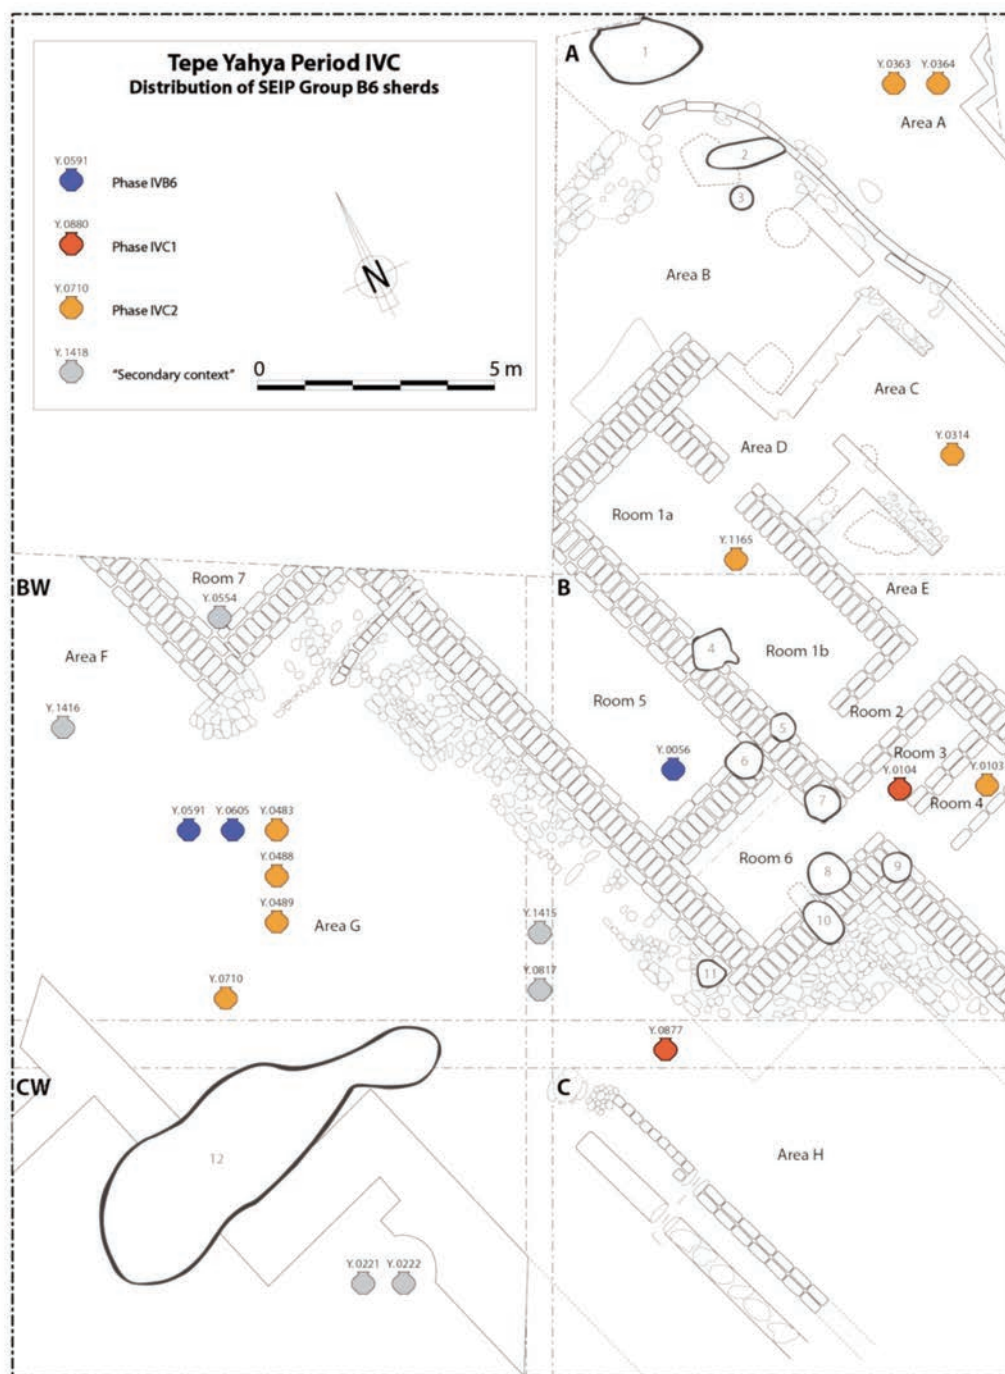 Tepe Yahya Period IVC
Distribution of SEIP Group B6 sherds
Y.0591
Phase IVB6
Y.0880
Phase IVC1
Y.0710
Phase IVC2
Y.1418
"Secondary context"
N
0 5 m
A
1
Y.0363 Y.0364
Area A
2
3
Area B
Area C
Y.0314
Area D
Room 1a
Y.1165
BW
Room 7
Y.0554
B
Area E
Area F
4
Room 1b
Y.1416
Room 5
Room 2
5
Room 3
6
Y.0056
Y.0104
Y.0103
7
Room 4
Y.0591 Y.0605 Y.0483
Room 6
8
9
Y.0488
Y.0489
Area G
10
Y.1415
11
Y.0817
Y.0710
Y.0877
CW
C
12
Area H
Y.0221 Y.0222